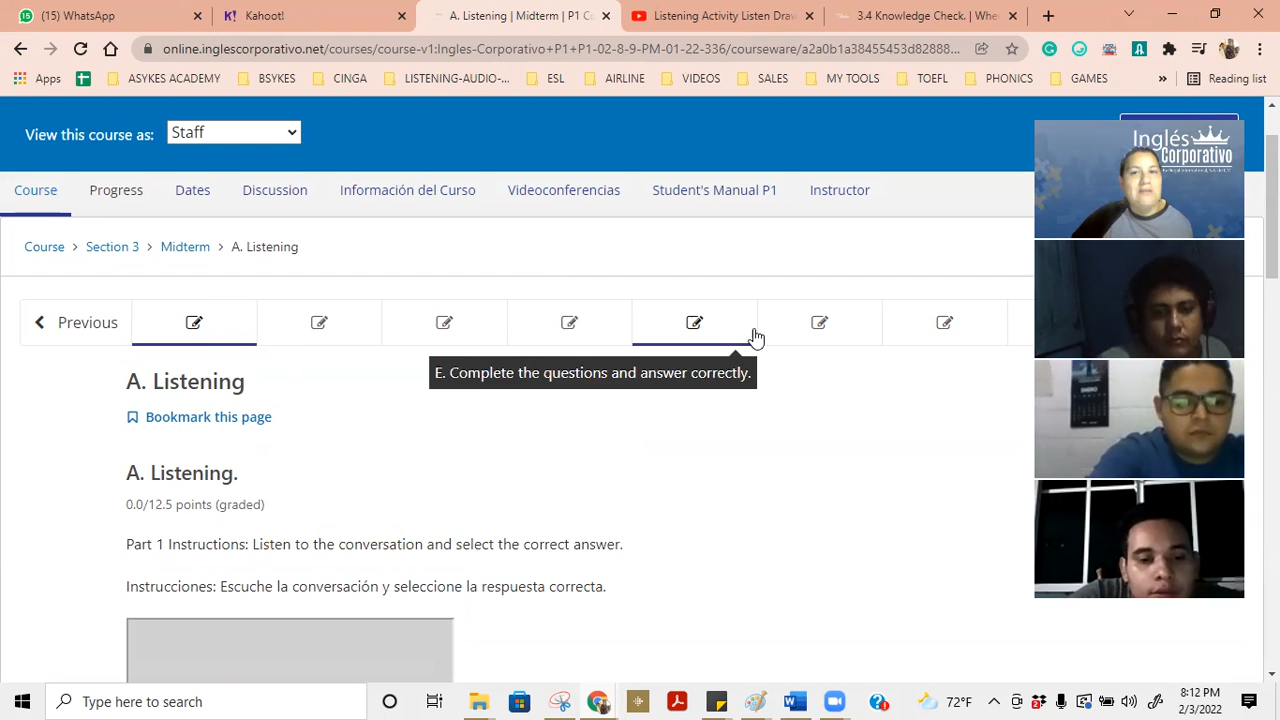 (15) WhatsApp
Kahoot!
A. Listening | Midterm | P1 Co
Listening Activity Listen Draw
3.4 Knowledge Check. | Whe
online.inglescorporativo.net/courses/course-v1:Ingles-Corporativo+P1+P1-02-8-9-PM-01-22-336/courseware/a2a0b1a38455453d82888...
Apps
ASYKES ACADEMY
BSYKES
CINGA
LISTENING-AUDIO-...
ESL
AIRLINE
VIDEOS
SALES
MY TOOLS
TOEFL
PHONICS
GAMES
»
Reading list
View this course as:
Staff
Inglés
Corporativo
Course
Progress
Dates
Discussion
Información del Curso
Videoconferencias
Student's Manual P1
Instructor
Course > Section 3 > Midterm > A. Listening
Previous
E. Complete the questions and answer correctly.
A. Listening
Bookmark this page
A. Listening.
0.0/12.5 points (graded)
Part 1 Instructions: Listen to the conversation and select the correct answer.
Instrucciones: Escuche la conversación y seleccione la respuesta correcta.
ENERO
Type here to search
72°F
8:12 PM
2/3/2022